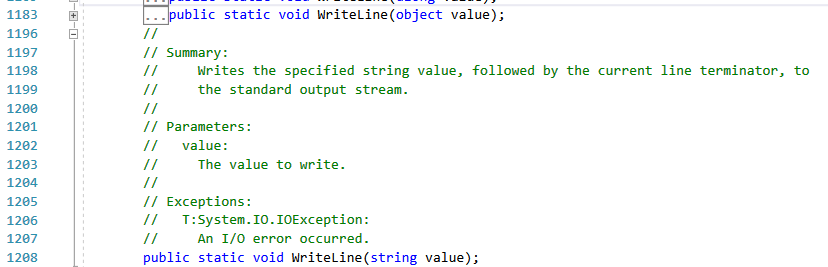 1183 ...public static void WriteLine(object value);
1196 //
1197 // Summary:
1198 //     Writes the specified string value, followed by the current line terminator, to
1199 //     the standard output stream.
1200 //
1201 // Parameters:
1202 //   value:
1203 //     The value to write.
1204 //
1205 // Exceptions:
1206 //   T:System.IO.IOException:
1207 //     An I/O error occurred.
1208 public static void WriteLine(string value);